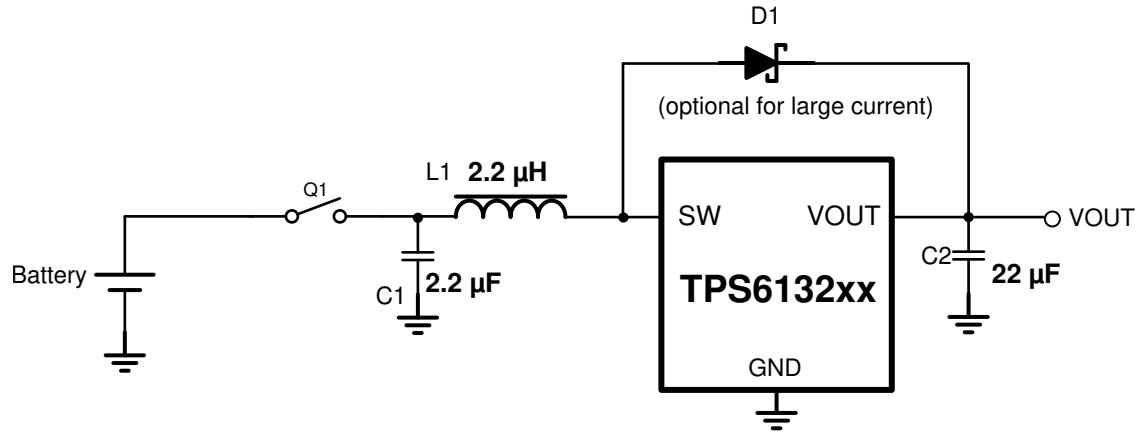 D1
(optional for large current)
L1 2.2 µH
Q1
SW
VOUT
VOUT
Battery
C1
2.2 µF
TPS6132xx
C2
22 µF
GND